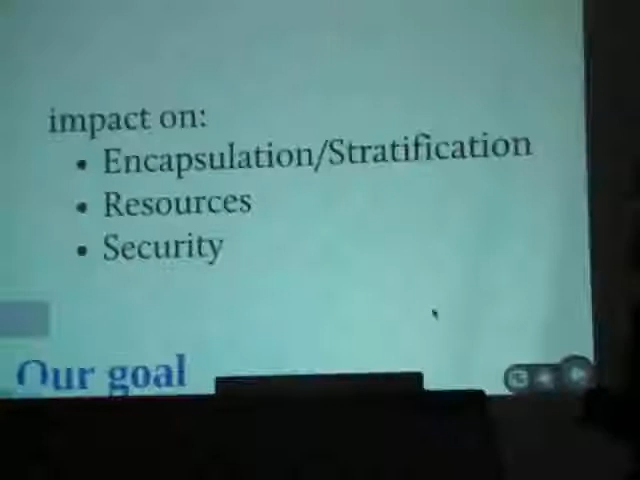 impact on:
• Encapsulation/Stratification
• Resources
• Security
Our goal